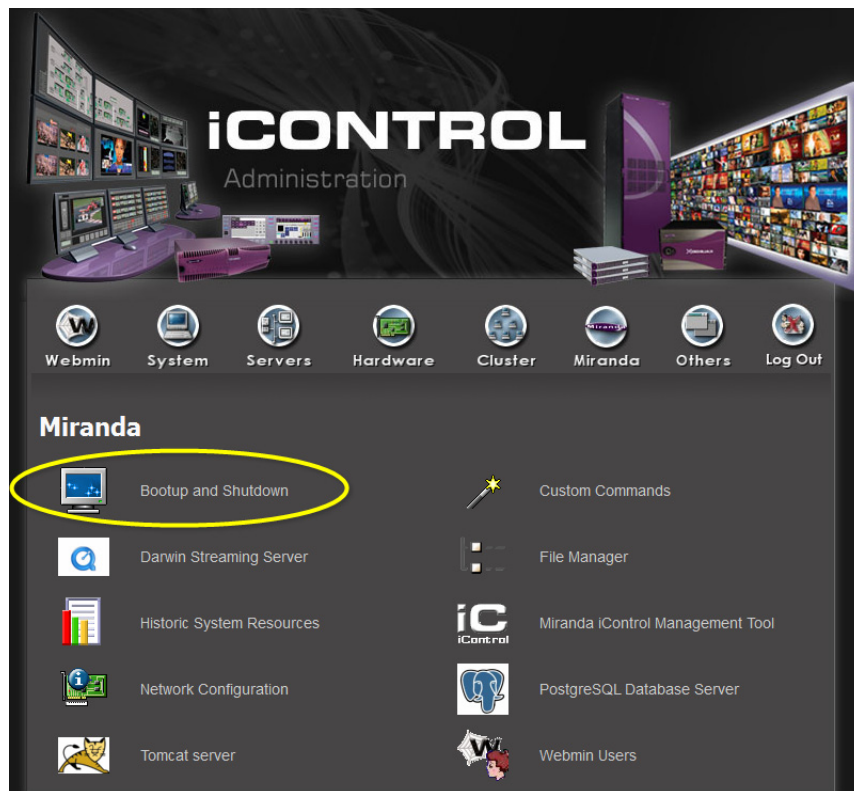 iCONTROL
Administration
Webmin System Servers Hardware Cluster Miranda Others Log Out
Miranda
Bootup and Shutdown
Custom Commands
Darwin Streaming Server
File Manager
Historic System Resources
iC
iControl
Miranda iControl Management Tool
Network Configuration
PostgreSQL Database Server
Tomcat server
Webmin Users